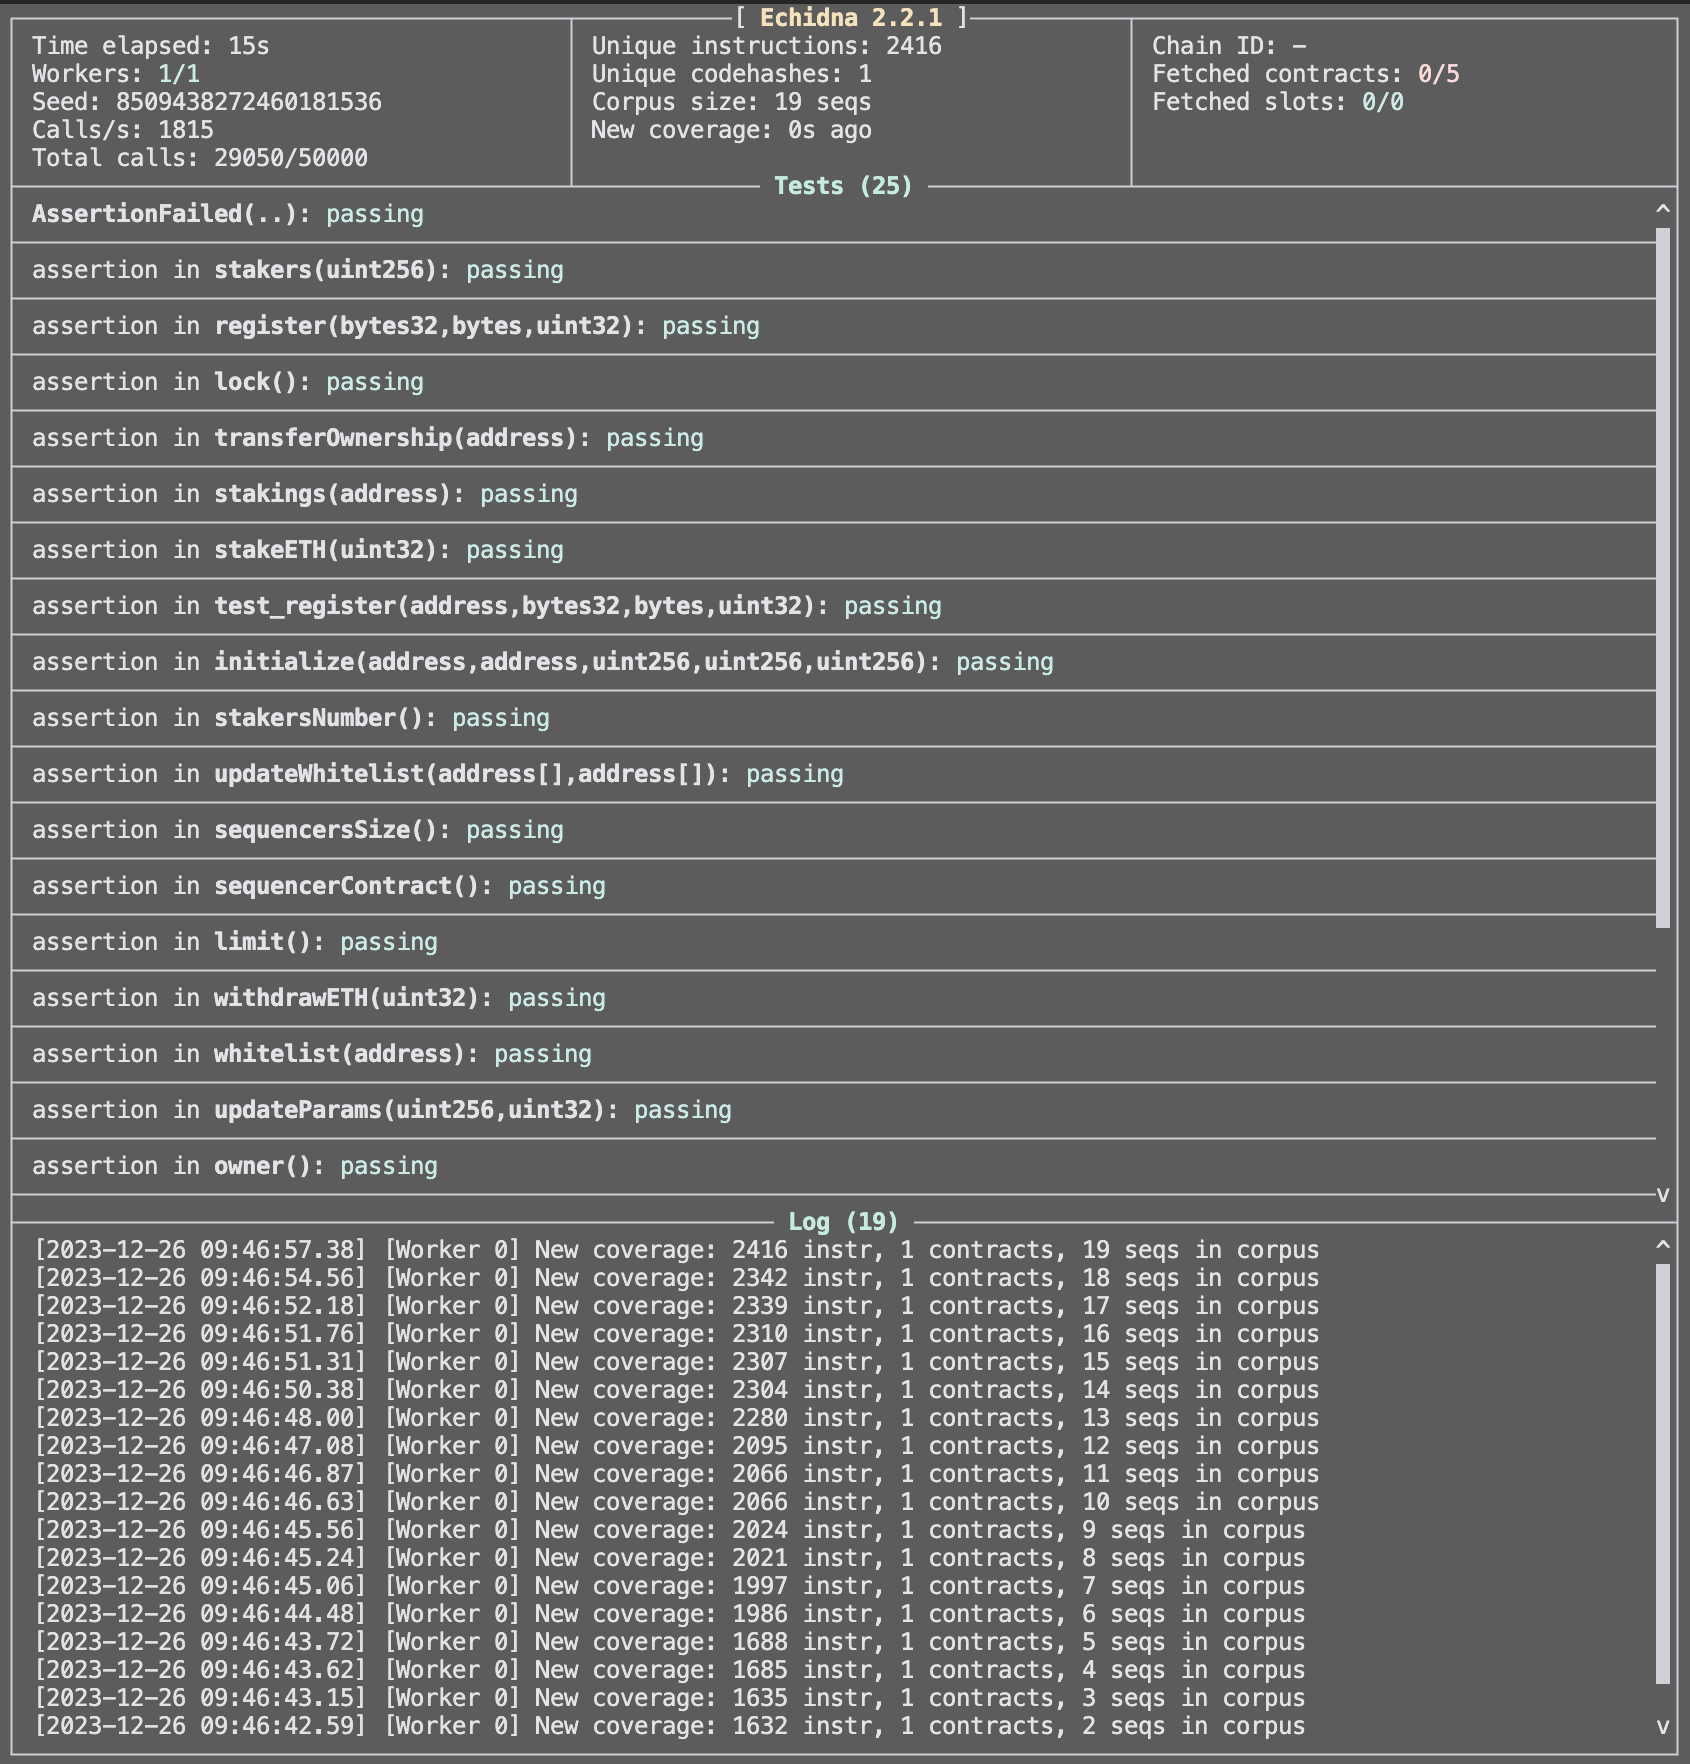 [ Echidna 2.2.1 ]
Time elapsed: 15s
Workers: 1/1
Seed: 8509438272460181536
Calls/s: 1815
Total calls: 29050/50000
Unique instructions: 2416
Unique codehashes: 1
Corpus size: 19 seqs
New coverage: 0s ago
Chain ID: —
Fetched contracts: 0/5
Fetched slots: 0/0
Tests (25)
AssertionFailed(..): passing
assertion in stakers(uint256): passing
assertion in register(bytes32,bytes,uint32): passing
assertion in lock(): passing
assertion in transferOwnership(address): passing
assertion in stakings(address): passing
assertion in stakeETH(uint32): passing
assertion in test_register(address,bytes32,bytes,uint32): passing
assertion in initialize(address,address,uint256,uint256,uint256): passing
assertion in stakersNumber(): passing
assertion in updateWhitelist(address[],address[]): passing
assertion in sequencersSize(): passing
assertion in sequencerContract(): passing
assertion in limit(): passing
assertion in withdrawETH(uint32): passing
assertion in whitelist(address): passing
assertion in updateParams(uint256,uint32): passing
assertion in owner(): passing
Log (19)
[2023-12-26 09:46:57.38] [Worker 0] New coverage: 2416 instr, 1 contracts, 19 seqs in corpus
[2023-12-26 09:46:54.56] [Worker 0] New coverage: 2342 instr, 1 contracts, 18 seqs in corpus
[2023-12-26 09:46:52.18] [Worker 0] New coverage: 2339 instr, 1 contracts, 17 seqs in corpus
[2023-12-26 09:46:51.76] [Worker 0] New coverage: 2310 instr, 1 contracts, 16 seqs in corpus
[2023-12-26 09:46:51.31] [Worker 0] New coverage: 2307 instr, 1 contracts, 15 seqs in corpus
[2023-12-26 09:46:50.38] [Worker 0] New coverage: 2304 instr, 1 contracts, 14 seqs in corpus
[2023-12-26 09:46:48.00] [Worker 0] New coverage: 2280 instr, 1 contracts, 13 seqs in corpus
[2023-12-26 09:46:47.08] [Worker 0] New coverage: 2095 instr, 1 contracts, 12 seqs in corpus
[2023-12-26 09:46:46.87] [Worker 0] New coverage: 2066 instr, 1 contracts, 11 seqs in corpus
[2023-12-26 09:46:46.63] [Worker 0] New coverage: 2066 instr, 1 contracts, 10 seqs in corpus
[2023-12-26 09:46:45.56] [Worker 0] New coverage: 2024 instr, 1 contracts, 9 seqs in corpus
[2023-12-26 09:46:45.24] [Worker 0] New coverage: 2021 instr, 1 contracts, 8 seqs in corpus
[2023-12-26 09:46:45.06] [Worker 0] New coverage: 1997 instr, 1 contracts, 7 seqs in corpus
[2023-12-26 09:46:44.48] [Worker 0] New coverage: 1986 instr, 1 contracts, 6 seqs in corpus
[2023-12-26 09:46:43.72] [Worker 0] New coverage: 1688 instr, 1 contracts, 5 seqs in corpus
[2023-12-26 09:46:43.62] [Worker 0] New coverage: 1685 instr, 1 contracts, 4 seqs in corpus
[2023-12-26 09:46:43.15] [Worker 0] New coverage: 1635 instr, 1 contracts, 3 seqs in corpus
[2023-12-26 09:46:42.59] [Worker 0] New coverage: 1632 instr, 1 contracts, 2 seqs in corpus